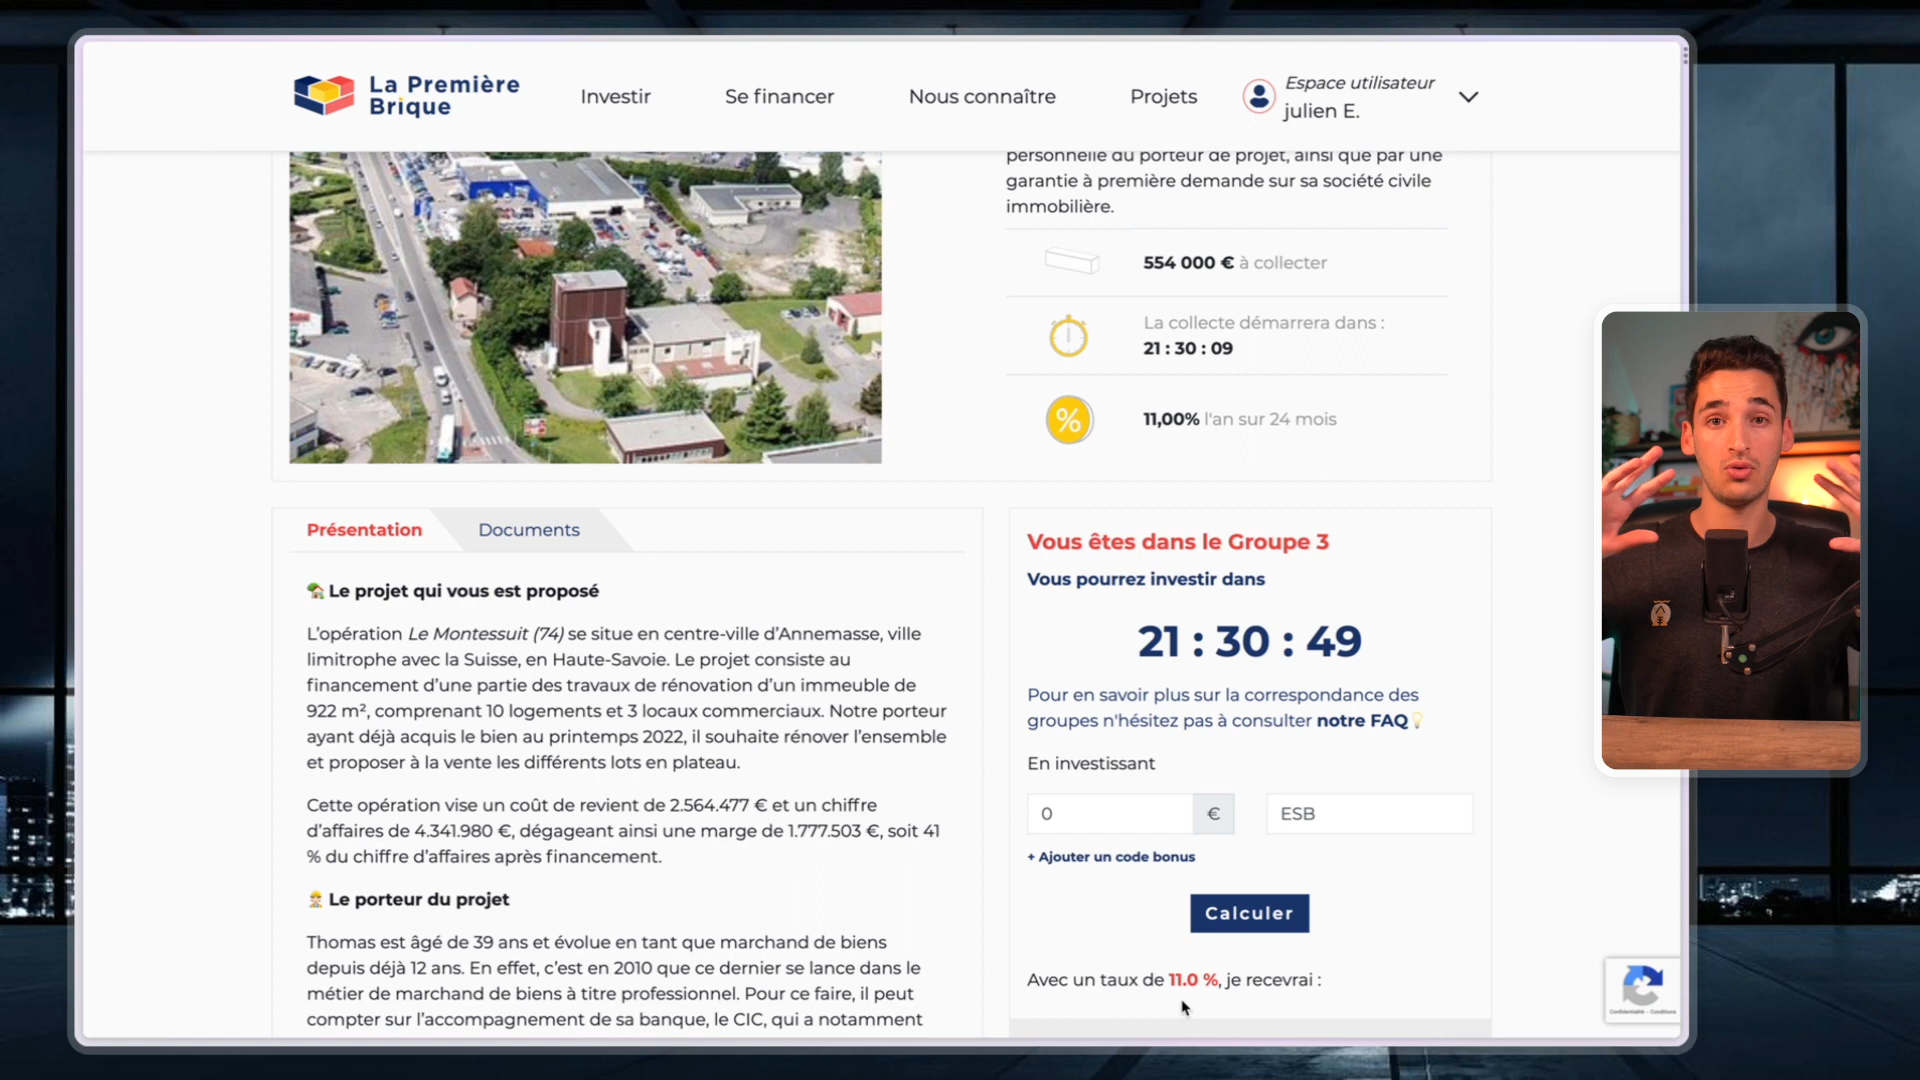 La Première
Brique
Investir
Se financer
Nous connaître
Projets
Espace utilisateur
julien E.
personnelle du porteur de projet, ainsi que par une
garantie à première demande sur sa société civile
immobilière.
554 000 € à collecter
La collecte démarrera dans :
21 : 30 : 09
% 11,00% l'an sur 24 mois
Présentation
Documents
Le projet qui vous est proposé
L'opération Le Montessuit (74) se situe en centre-ville d'Annemasse, ville
limitrophe avec la Suisse, en Haute-Savoie. Le projet consiste au
financement d'une partie des travaux de rénovation d'un immeuble de
922 m², comprenant 10 logements et 3 locaux commerciaux. Notre porteur
ayant déjà acquis le bien au printemps 2022, il souhaite rénover l'ensemble
et proposer à la vente les différents lots en plateau.
Cette opération vise un coût de revient de 2.564.477 € et un chiffre
d'affaires de 4.341.980 €, dégageant ainsi une marge de 1.777.503 €, soit 41
% du chiffre d'affaires après financement.
Le porteur du projet
Thomas est âgé de 39 ans et évolue en tant que marchand de biens
depuis déjà 12 ans. En effet, c'est en 2010 que ce dernier se lance dans le
métier de marchand de biens à titre professionnel. Pour ce faire, il peut
compter sur l'accompagnement de sa banque, le CIC, qui a notamment
Vous êtes dans le Groupe 3
Vous pourrez investir dans
21 : 30 : 49
Pour en savoir plus sur la correspondance des
groupes n'hésitez pas à consulter notre FAQ
En investissant
0 €
ESB
+ Ajouter un code bonus
Calculer
Avec un taux de 11.0 %, je recevrai :
Confidentialité - Conditions